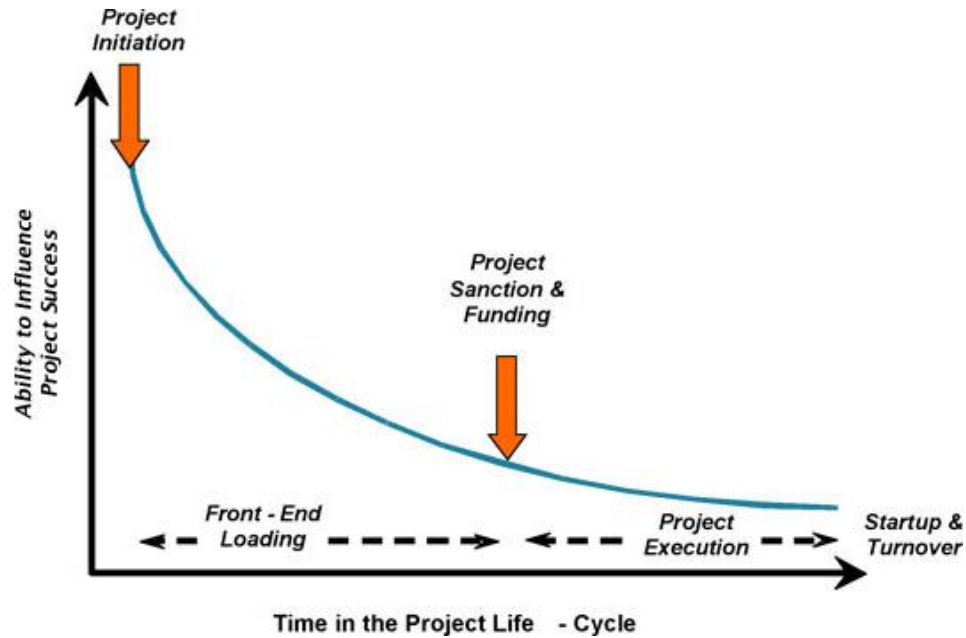 Project
Initiation
Ability to Influence
Project Success
Project
Sanction &
Funding
Front - End
Loading
Project
Execution
Startup &
Turnover
Time in the Project Life - Cycle